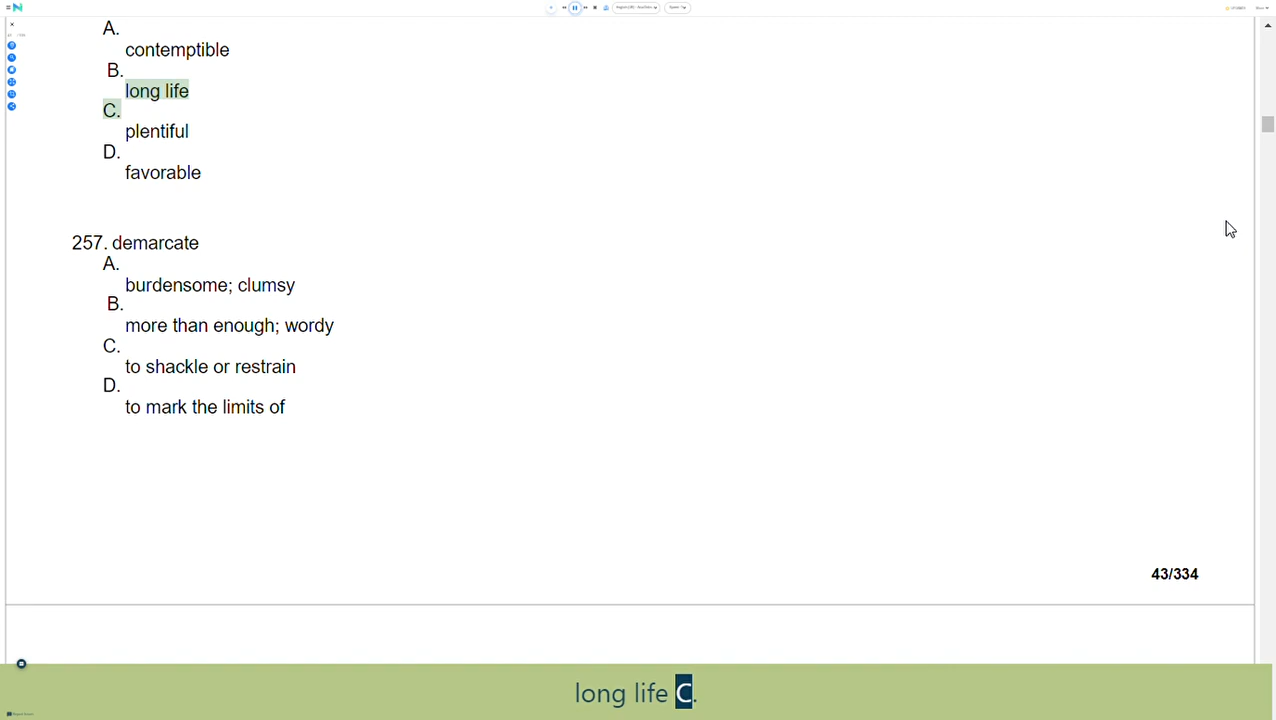 A.
contemptible
B.
long life
C.
plentiful
D.
favorable
257. demarcate
A.
burdensome; clumsy
B.
more than enough; wordy
C.
to shackle or restrain
D.
to mark the limits of
43/334
long life C.